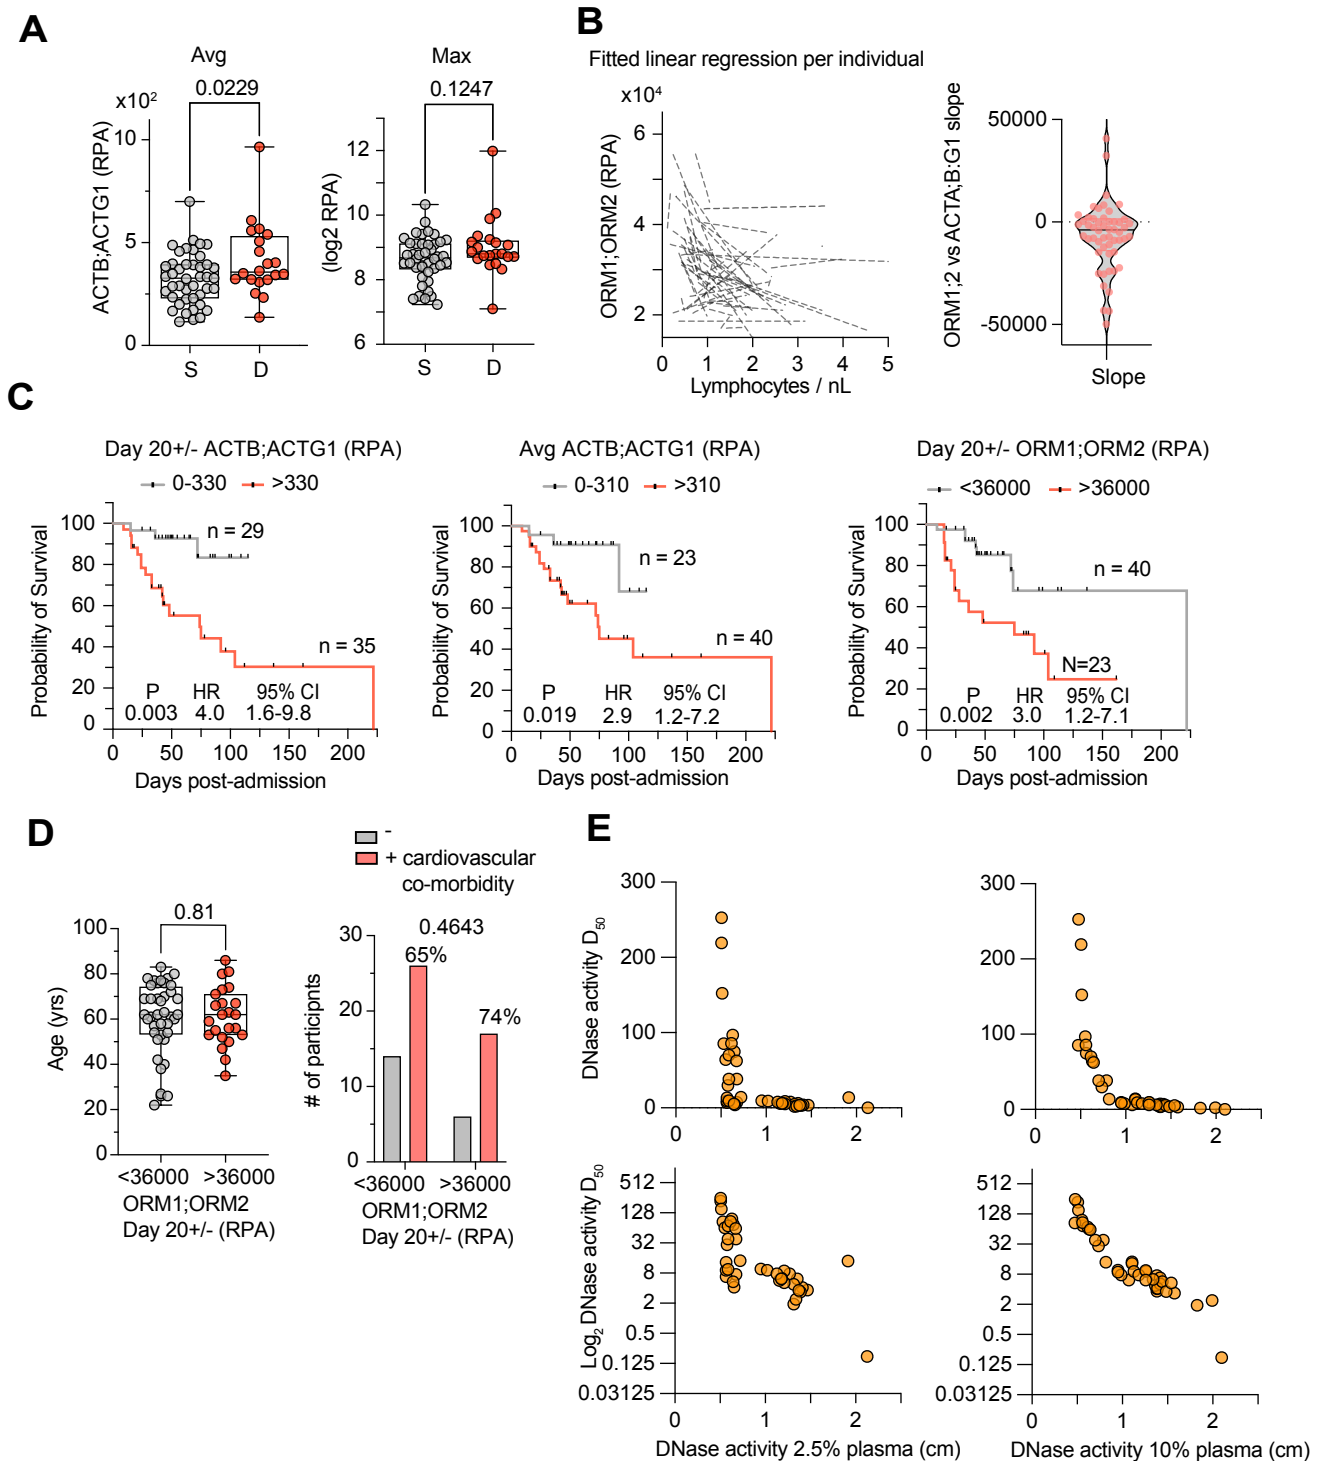 A
Avg
0.0229
x10²
ACTB;ACTG1 (RPA)
10
5
0
S
D
Max
0.1247
(log2 RPA)
12
10
8
6
S
D
B
Fitted linear regression per individual
x10⁴
ORM1;ORM2 (RPA)
6
4
2
0
1
2
3
4
5
Lymphocytes / nL
ORM1;2 vs ACTA;B:G1 slope
50000
0
-50000
Slope
C
Day 20+/- ACTB;ACTG1 (RPA)
0-330
>330
Probability of Survival
100
80
60
40
20
0
n = 29
n = 35
P HR 95% CI
0.003 4.0 1.6-9.8
0 50 100 150 200
Days post-admission
Avg ACTB;ACTG1 (RPA)
0-310
>310
Probability of Survival
100
80
60
40
20
0
n = 23
n = 40
P HR 95% CI
0.019 2.9 1.2-7.2
0 50 100 150 200
Days post-admission
Day 20+/- ORM1;ORM2 (RPA)
<36000
>36000
Probability of Survival
100
80
60
40
20
0
n = 40
N=23
P HR 95% CI
0.002 3.0 1.2-7.1
0 50 100 150 200
Days post-admission
D
0.81
Age (yrs)
100
80
60
40
20
0
<36000 >36000
ORM1;ORM2
Day 20+/- (RPA)
-
+ cardiovascular
co-morbidity
0.4643
# of particpnts
30
20
10
0
65%
74%
<36000 >36000
ORM1;ORM2
Day 20+/- (RPA)
E
DNase activity D₅₀
300
200
100
0
0 1 2
300
200
100
0
0 1 2
Log₂ DNase activity D₅₀
512
128
32
8
2
0.5
0.125
0.03125
0 1 2
DNase activity 2.5% plasma (cm)
512
128
32
8
2
0.5
0.125
0.03125
0 1 2
DNase activity 10% plasma (cm)